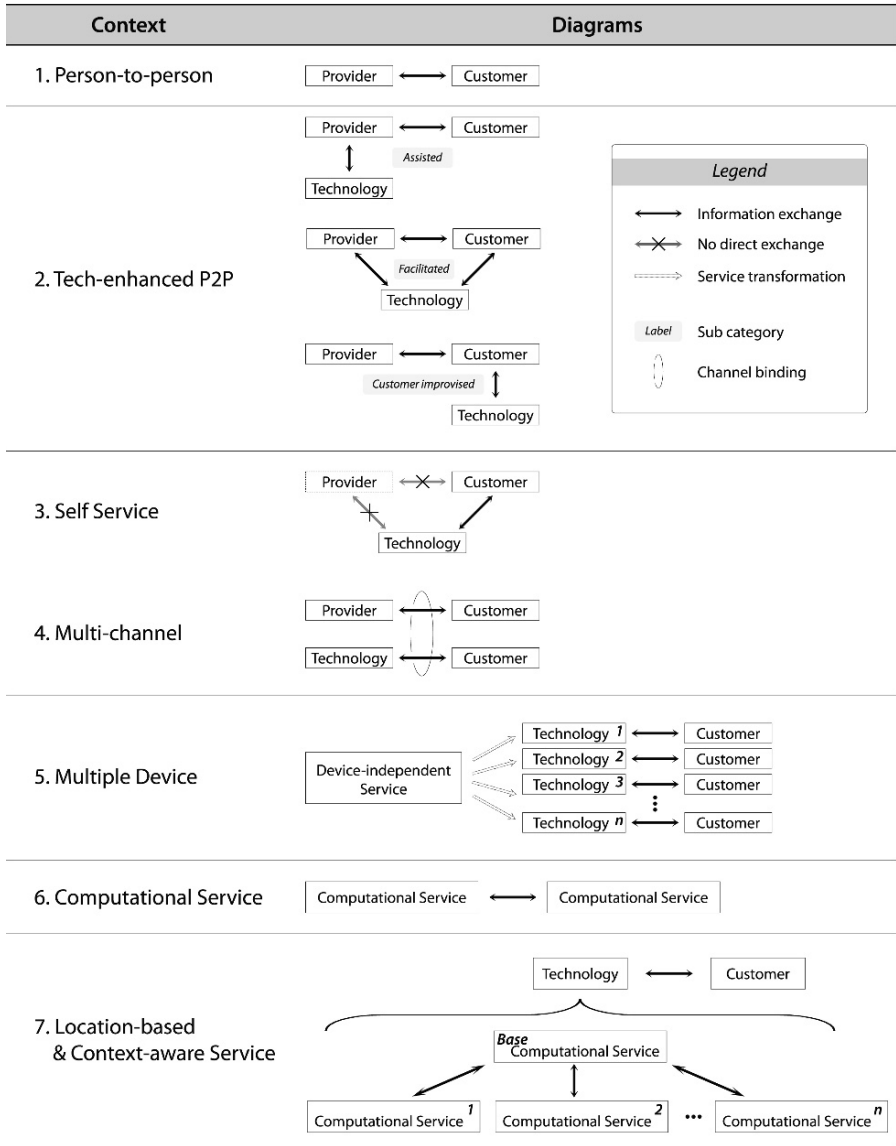 Context Diagrams
1. Person-to-person
Provider Customer
2. Tech-enhanced P2P
Provider Customer
Assisted
Technology
Provider Customer
Facilitated
Technology
Provider Customer
Customer improvised
Technology
Legend
Information exchange
No direct exchange
Service transformation
Label Sub category
Channel binding
3. Self Service
Provider Customer
Technology
4. Multi-channel
Provider Customer
Technology Customer
5. Multiple Device
Device-independent
Service
Technology 1 Customer
Technology 2 Customer
Technology 3 Customer
Technology n Customer
6. Computational Service
Computational Service Computational Service
7. Location-based
& Context-aware Service
Technology Customer
Base
Computational Service
Computational Service 1 Computational Service 2 ••• Computational Service n